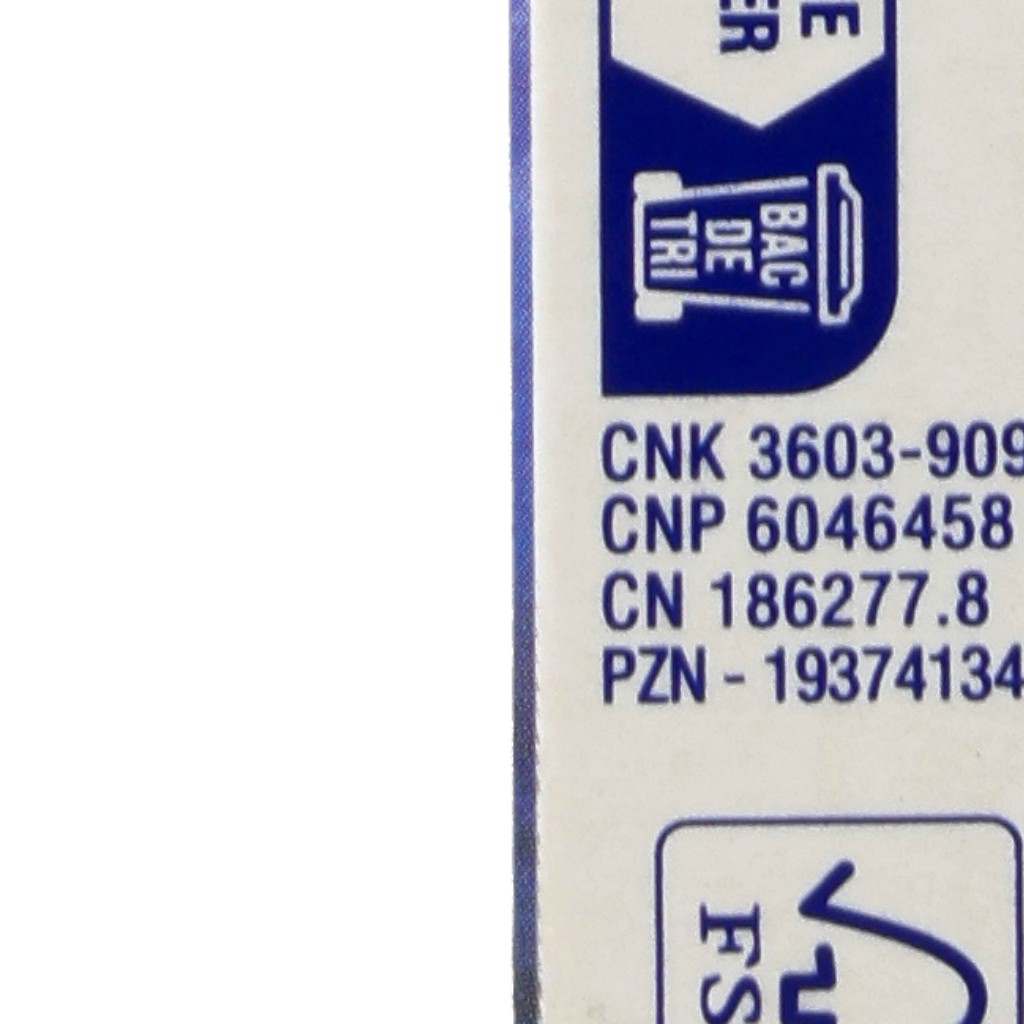 BAC
DE
TRI
CNK 3603-909
CNP 6046458
CN 186277.8
PZN - 19374134